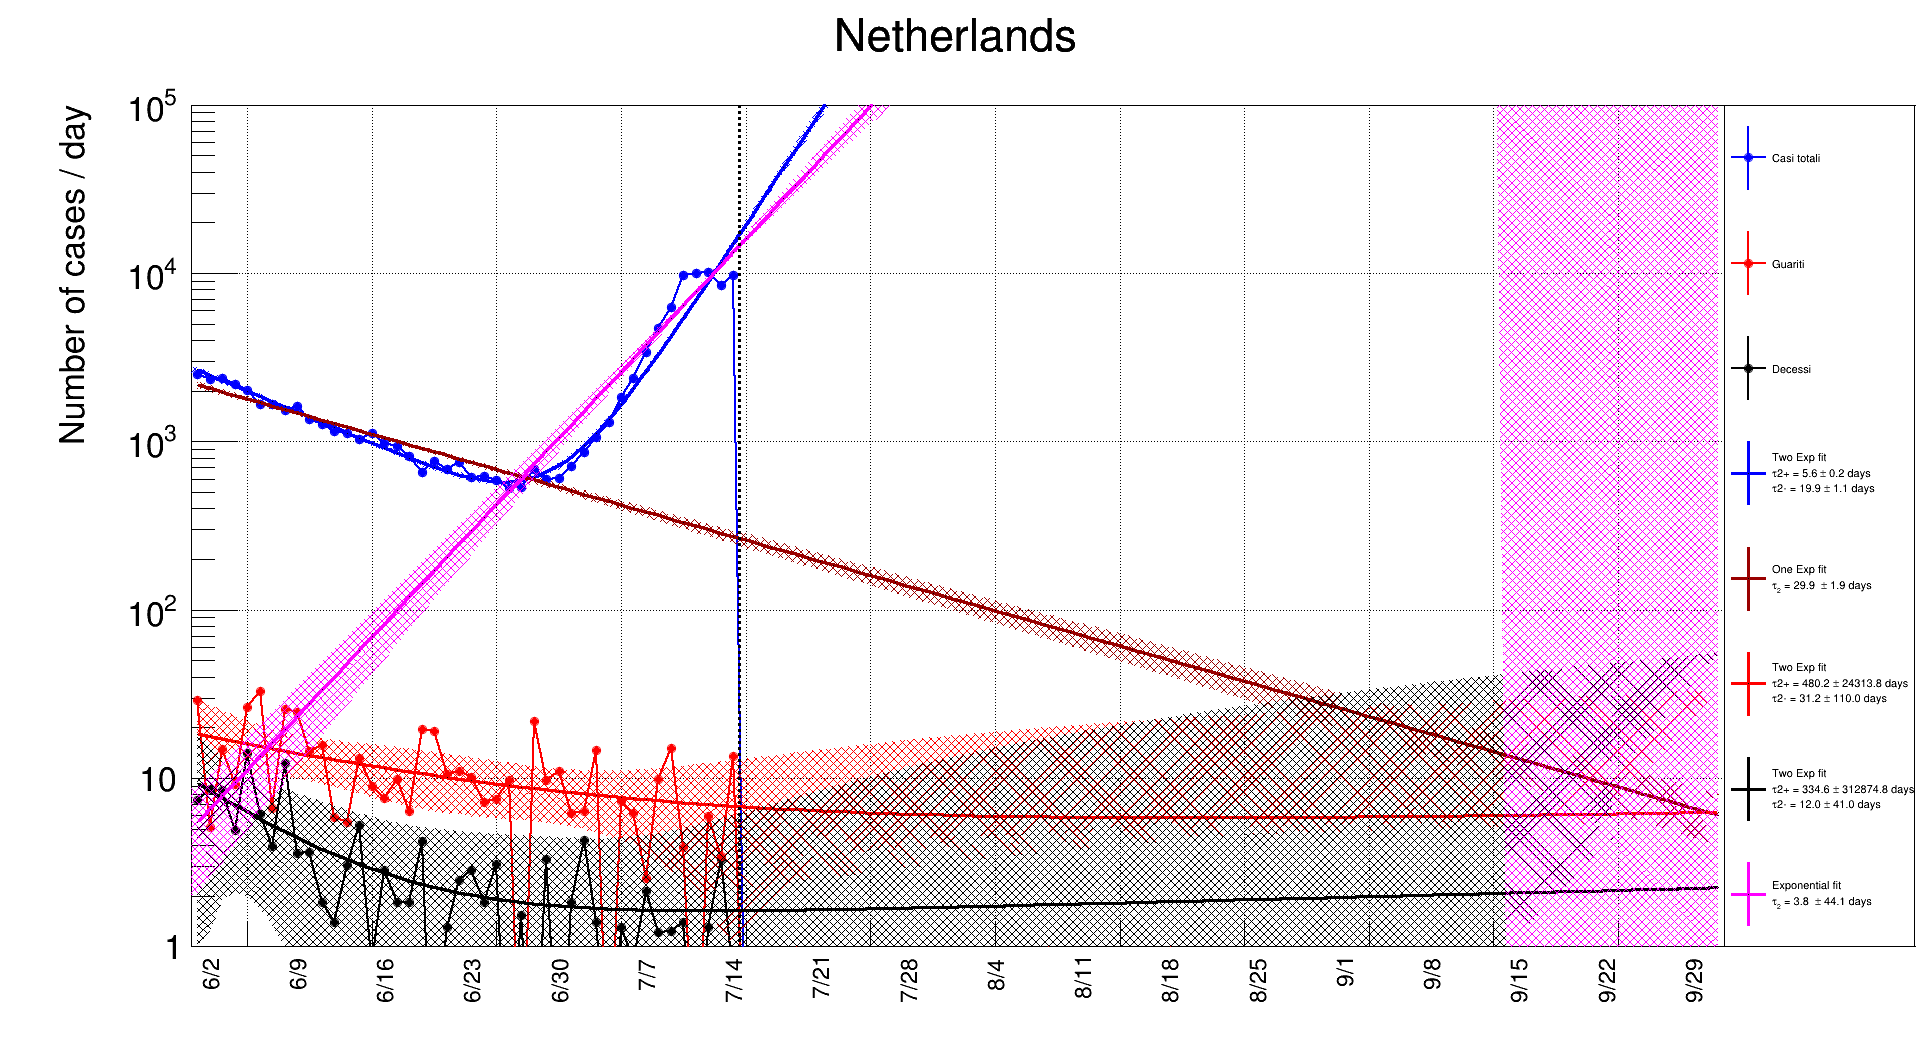 Netherlands
Number of cases / day
10^5
10^4
10^3
10^2
10
1
6/2
6/9
6/16
6/23
6/30
7/7
7/14
7/21
7/28
8/4
8/11
8/18
8/25
9/1
9/8
9/15
9/22
9/29
Casi totali
Guariti
Decessi
Two Exp fit
τ2+ = 5.6 ± 0.2 days
τ2- = 19.9 ± 1.1 days
One Exp fit
τ₂ = 29.9 ± 1.9 days
Two Exp fit
τ2+ = 480.2 ± 24313.8 days
τ2- = 31.2 ± 110.0 days
Two Exp fit
τ2+ = 334.6 ± 312874.8 days
τ2- = 12.0 ± 41.0 days
Exponential fit
τ₂ = 3.8 ± 44.1 days